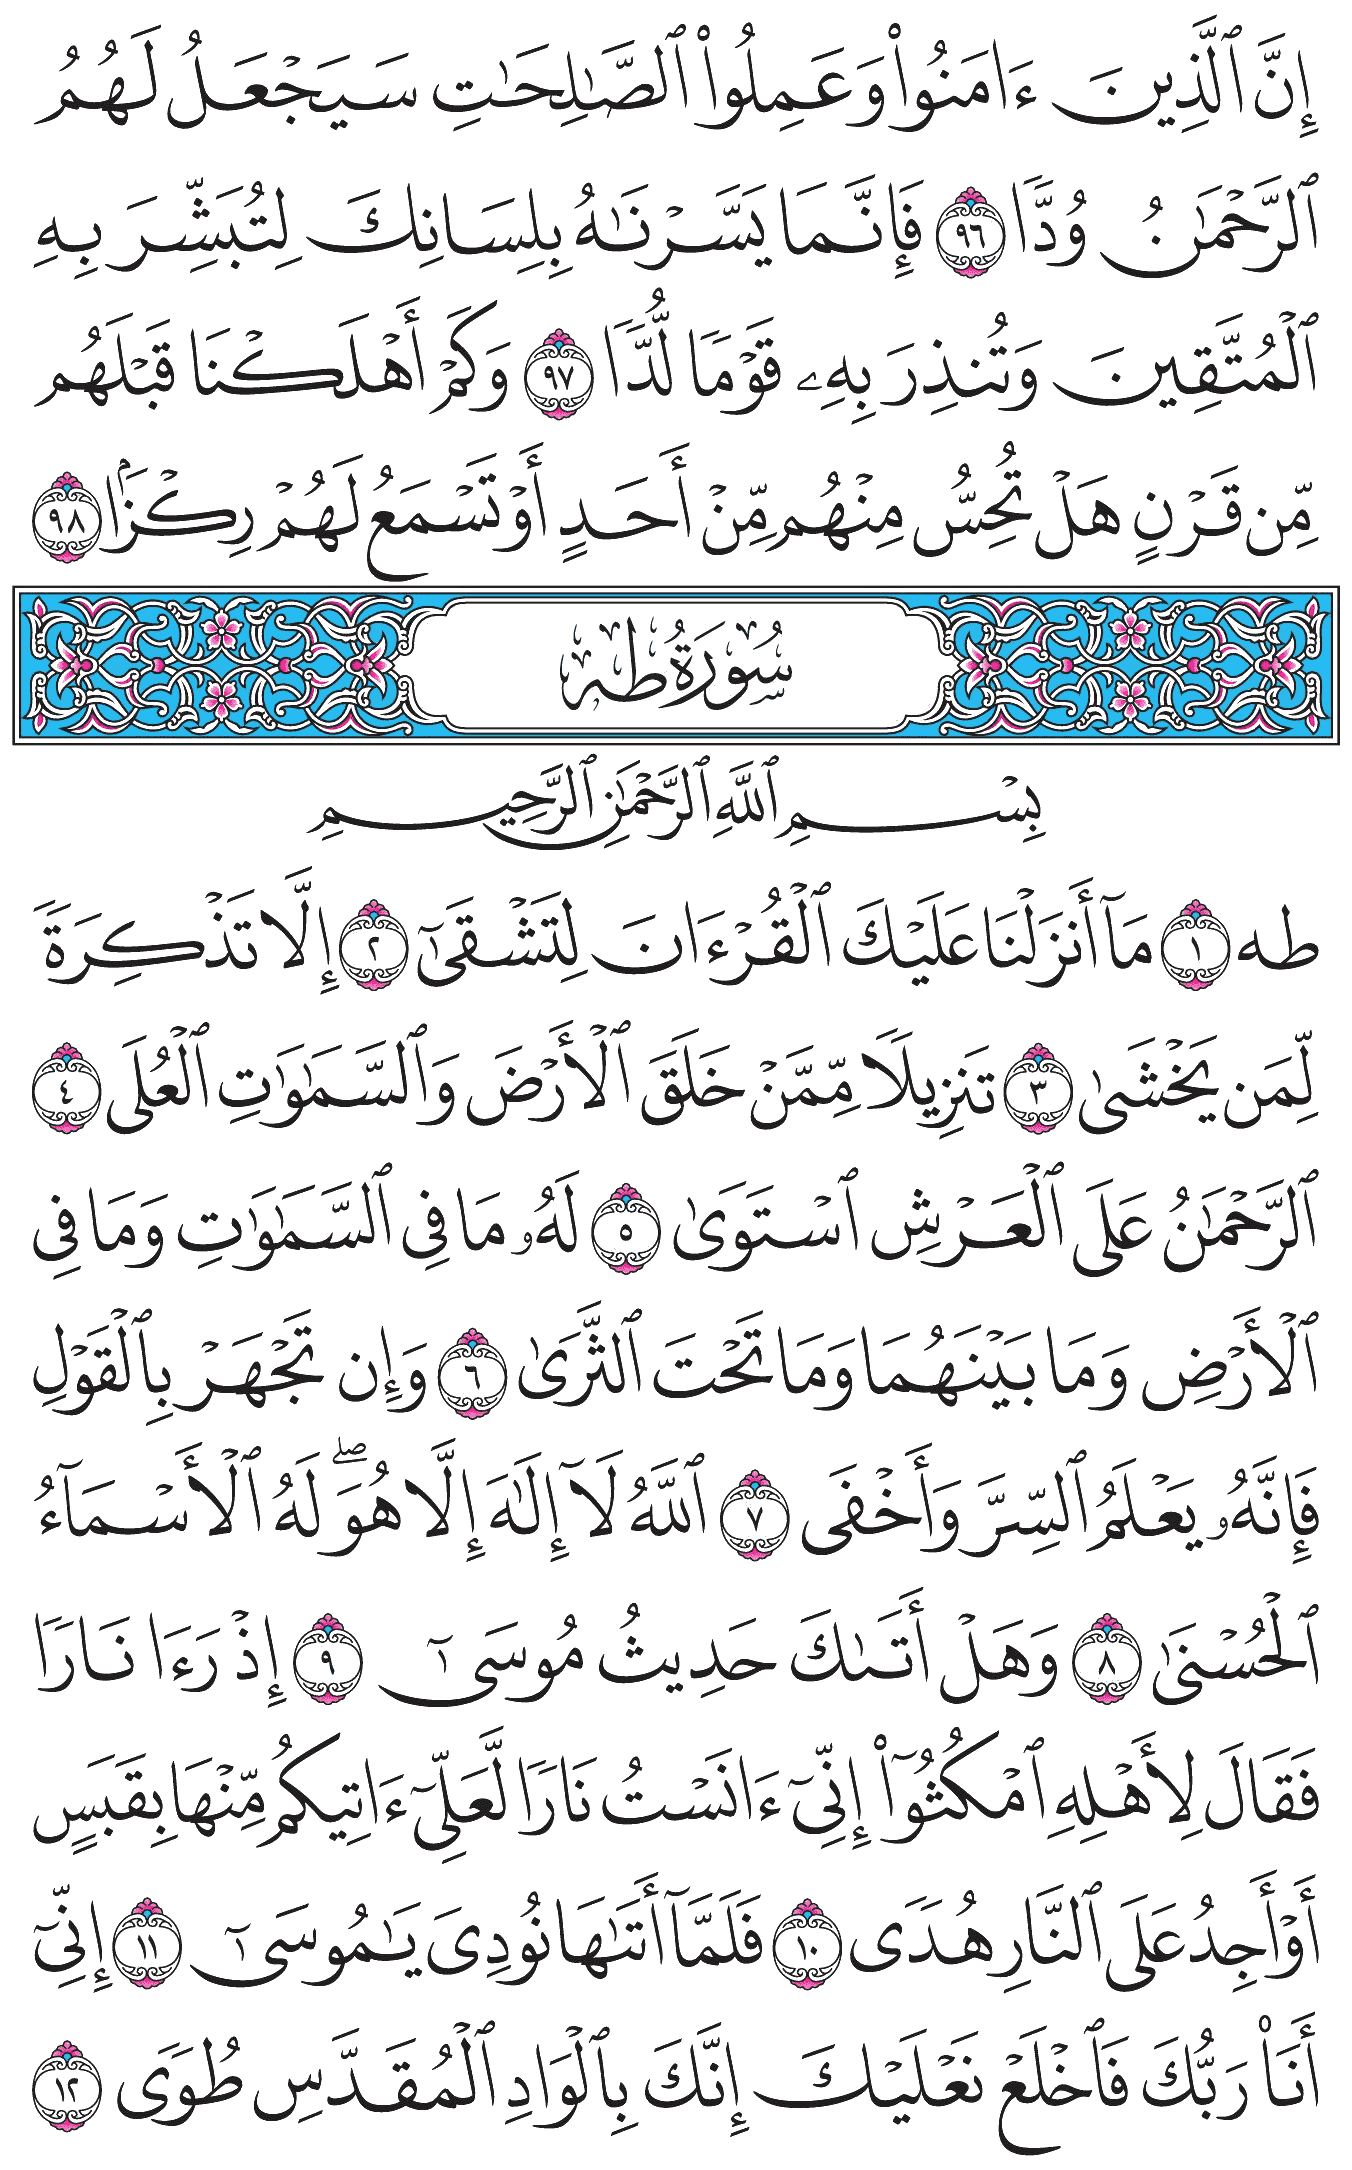 إِنَّ ٱلَّذِينَ ءَامَنُوا۟ وَعَمِلُوا۟ ٱلصَّـٰلِحَـٰتِ سَيَجْعَلُ لَهُمُ
ٱلرَّحْمَـٰنُ وُدًّا ٩٦ فَإِنَّمَا يَسَّرْنَـٰهُ بِلِسَانِكَ لِتُبَشِّرَ بِهِ
ٱلْمُتَّقِينَ وَتُنذِرَ بِهِۦ قَوْمًا لُّدًّا ٩٧ وَكَمْ أَهْلَكْنَا قَبْلَهُم
مِّن قَرْنٍ هَلْ تُحِسُّ مِنْهُم مِّنْ أَحَدٍ أَوْ تَسْمَعُ لَهُمْ رِكْزًۢا ٩٨
سُورَةُ طه
بِسْمِ ٱللَّهِ ٱلرَّحْمَـٰنِ ٱلرَّحِيمِ
طه ١ مَآ أَنزَلْنَا عَلَيْكَ ٱلْقُرْءَانَ لِتَشْقَىٰٓ ٢ إِلَّا تَذْكِرَةً
لِّمَن يَخْشَىٰ ٣ تَنزِيلًا مِّمَّنْ خَلَقَ ٱلْأَرْضَ وَٱلسَّمَـٰوَٰتِ ٱلْعُلَى ٤
ٱلرَّحْمَـٰنُ عَلَى ٱلْعَرْشِ ٱسْتَوَىٰ ٥ لَهُۥ مَا فِى ٱلسَّمَـٰوَٰتِ وَمَا فِى
ٱلْأَرْضِ وَمَا بَيْنَهُمَا وَمَا تَحْتَ ٱلثَّرَىٰ ٦ وَإِن تَجْهَرْ بِٱلْقَوْلِ
فَإِنَّهُۥ يَعْلَمُ ٱلسِّرَّ وَأَخْفَى ٧ ٱللَّهُ لَآ إِلَـٰهَ إِلَّا هُوَ ۖ لَهُ ٱلْأَسْمَآءُ
ٱلْحُسْنَىٰ ٨ وَهَلْ أَتَىٰكَ حَدِيثُ مُوسَىٰٓ ٩ إِذْ رَءَا نَارًا
فَقَالَ لِأَهْلِهِ ٱمْكُثُوٓا۟ إِنِّىٓ ءَانَسْتُ نَارًا لَّعَلِّىٓ ءَاتِيكُم مِّنْهَا بِقَبَسٍ
أَوْ أَجِدُ عَلَى ٱلنَّارِ هُدًى ١٠ فَلَمَّآ أَتَىٰهَا نُودِىَ يَـٰمُوسَىٰٓ ١١ إِنِّىٓ
أَنَا۠ رَبُّكَ فَٱخْلَعْ نَعْلَيْكَ إِنَّكَ بِٱلْوَادِ ٱلْمُقَدَّسِ طُوًى ١٢